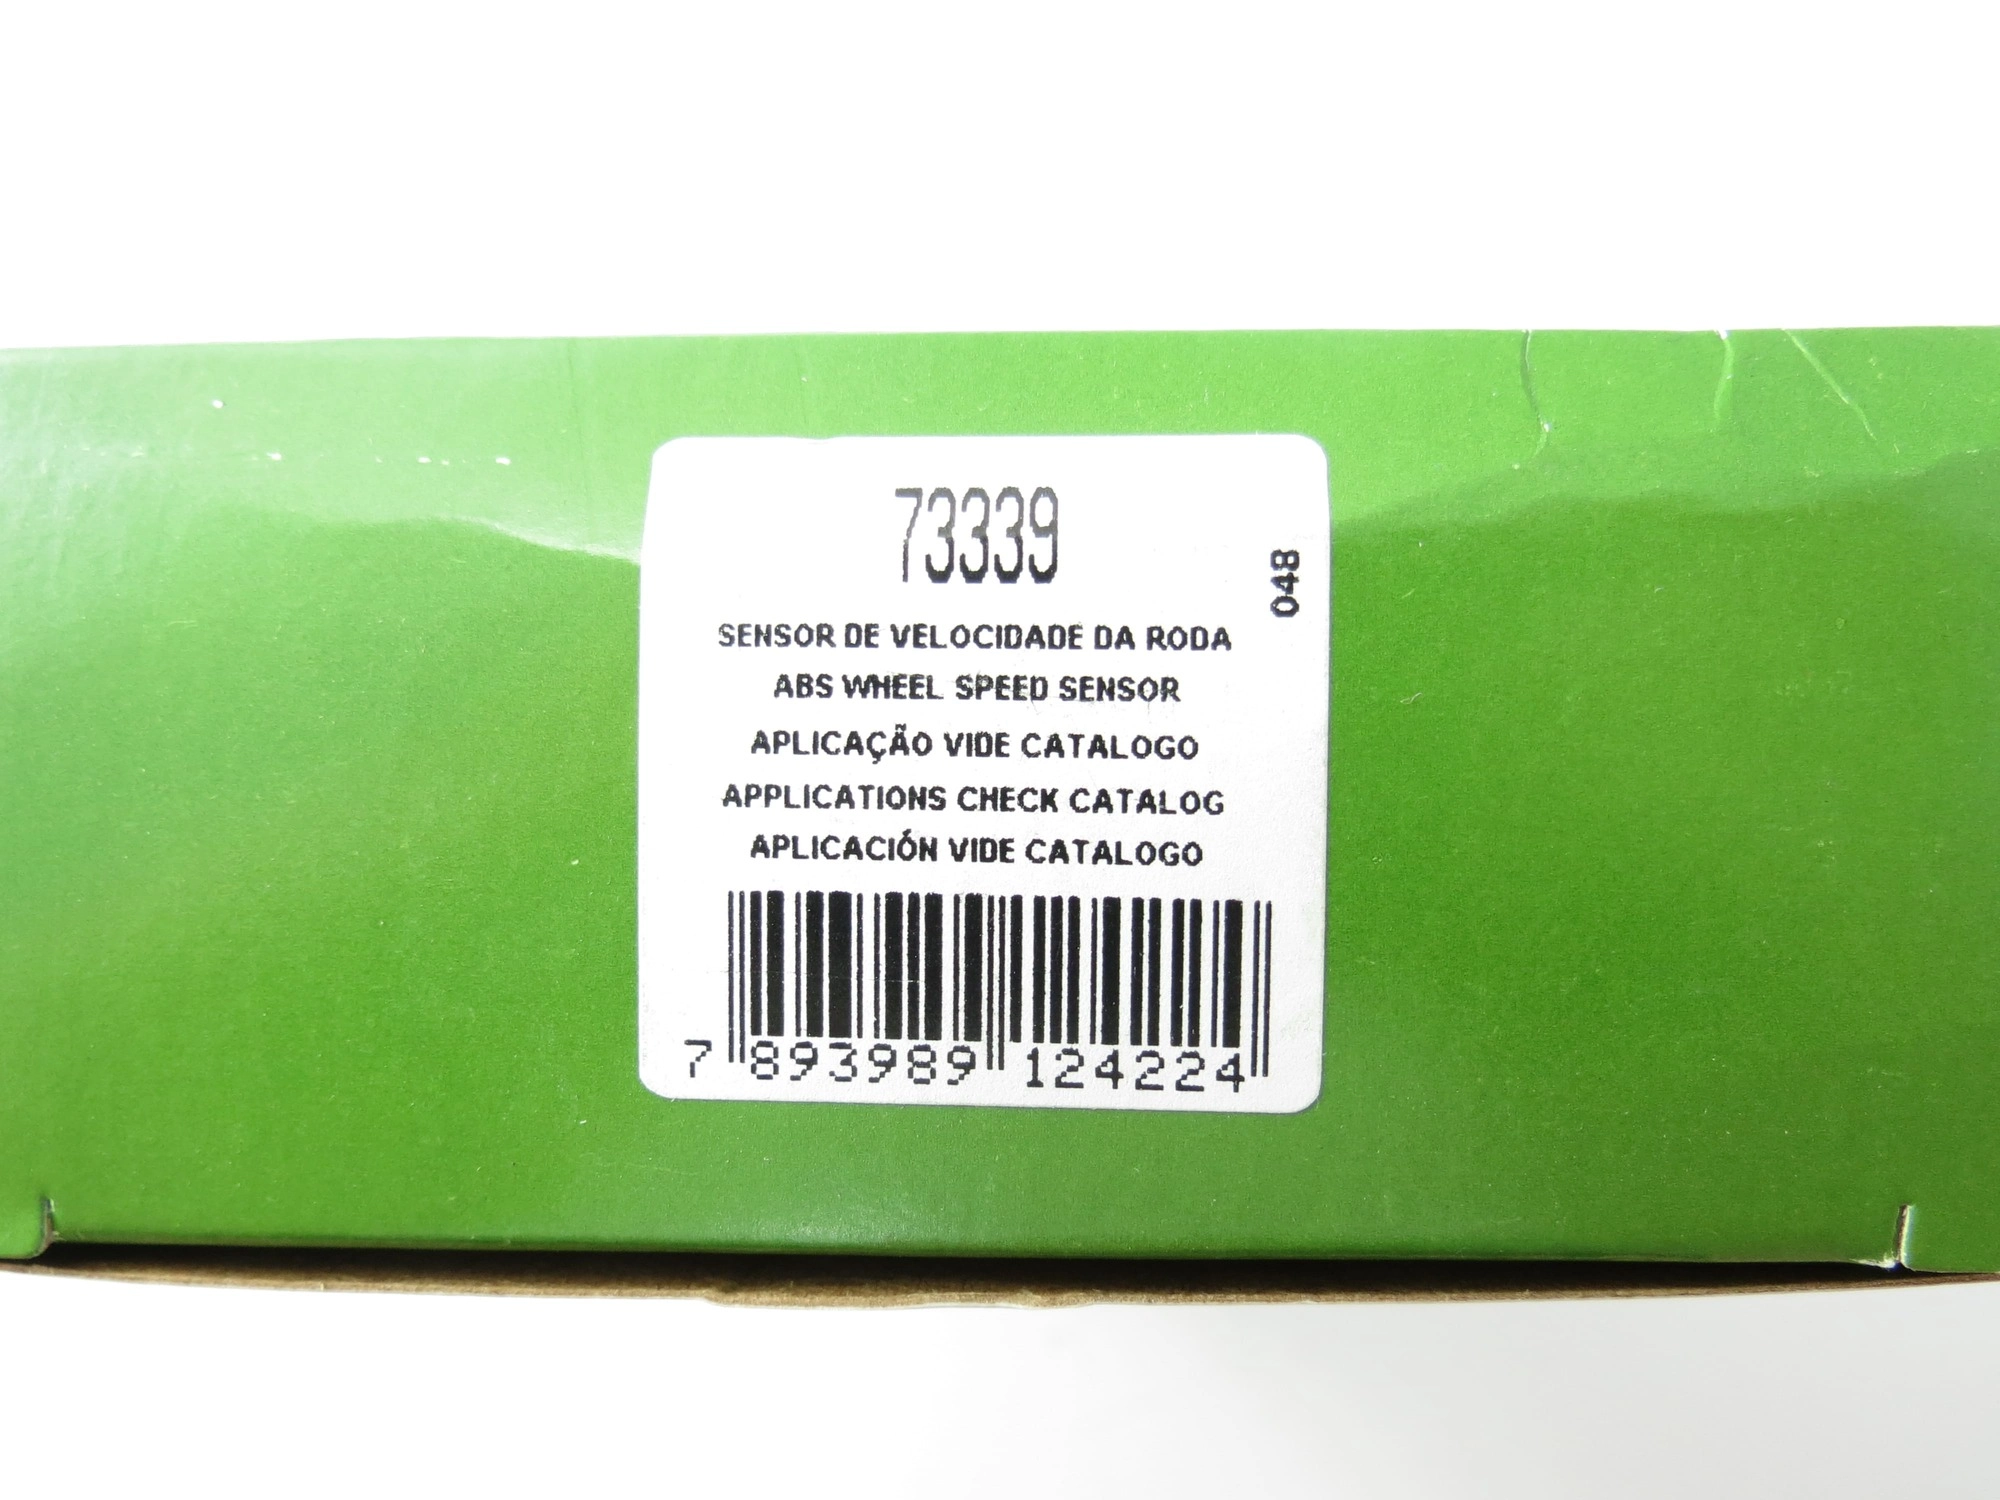 73339
048
SENSOR DE VELOCIDADE DA RODA
ABS WHEEL SPEED SENSOR
APLICAÇÃO VIDE CATALOGO
APPLICATIONS CHECK CATALOG
APLICACIÓN VIDE CATALOGO
7 893989 124224